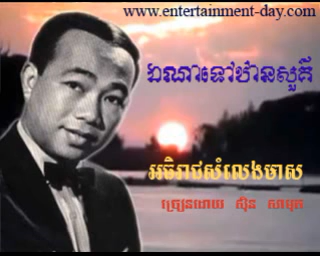 www.entertainment-day.com
ឯណាទៅឋានសួគ៌
អធិរាជសំលេងមាស
ច្រៀងដោយ ស៊ុន សាមុត